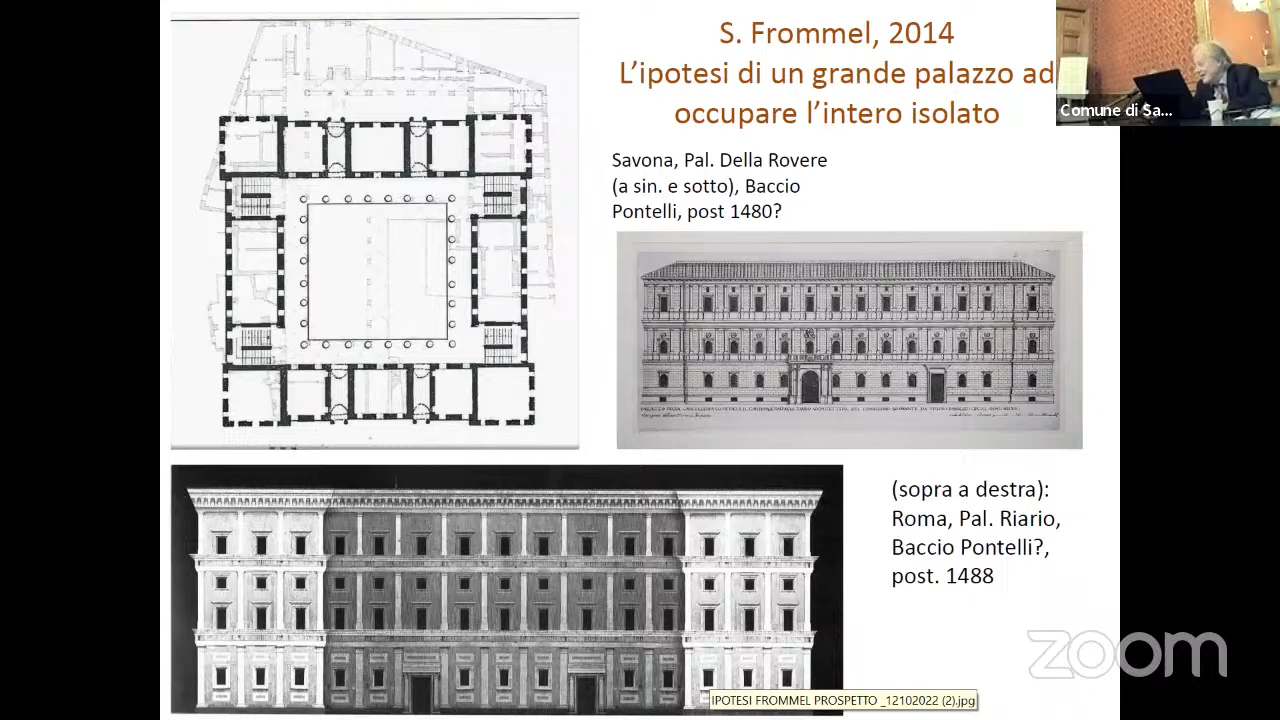 S. Frommel, 2014
L’ipotesi di un grande palazzo ad
occupare l’intero isolato
Comune di Sa...
Savona, Pal. Della Rovere
(a sin. e sotto), Baccio
Pontelli, post 1480?
(sopra a destra):
Roma, Pal. Riario,
Baccio Pontelli?,
post. 1488
zoom
IPOTESI FROMMEL PROSPETTO _12102022 (2).jpg